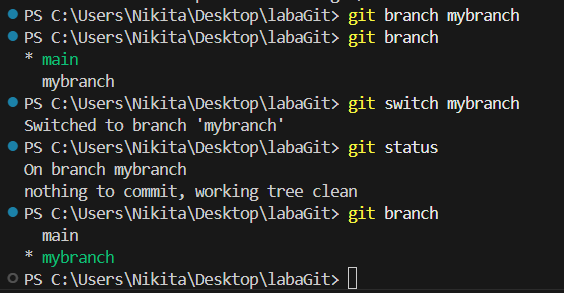 PS C:\Users\Nikita\Desktop\labaGit> git branch mybranch
PS C:\Users\Nikita\Desktop\labaGit> git branch
* main
  mybranch
PS C:\Users\Nikita\Desktop\labaGit> git switch mybranch
Switched to branch 'mybranch'
PS C:\Users\Nikita\Desktop\labaGit> git status
On branch mybranch
nothing to commit, working tree clean
PS C:\Users\Nikita\Desktop\labaGit> git branch
  main
* mybranch
PS C:\Users\Nikita\Desktop\labaGit>